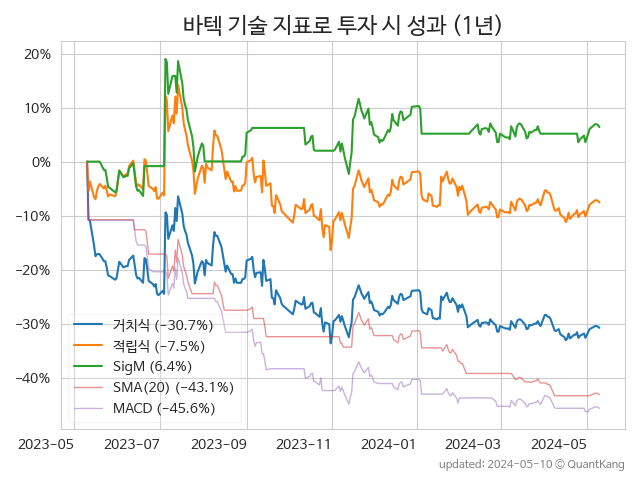 바텍 기술 지표로 투자 시 성과 (1년)
20%
10%
0%
−10%
−20%
−30%
−40%
거치식 (−30.7%)
적립식 (−7.5%)
SigM (6.4%)
SMA(20) (−43.1%)
MACD (−45.6%)
2023-05 2023-07 2023-09 2023-11 2024-01 2024-03 2024-05
updated: 2024-05-10 © QuantKang